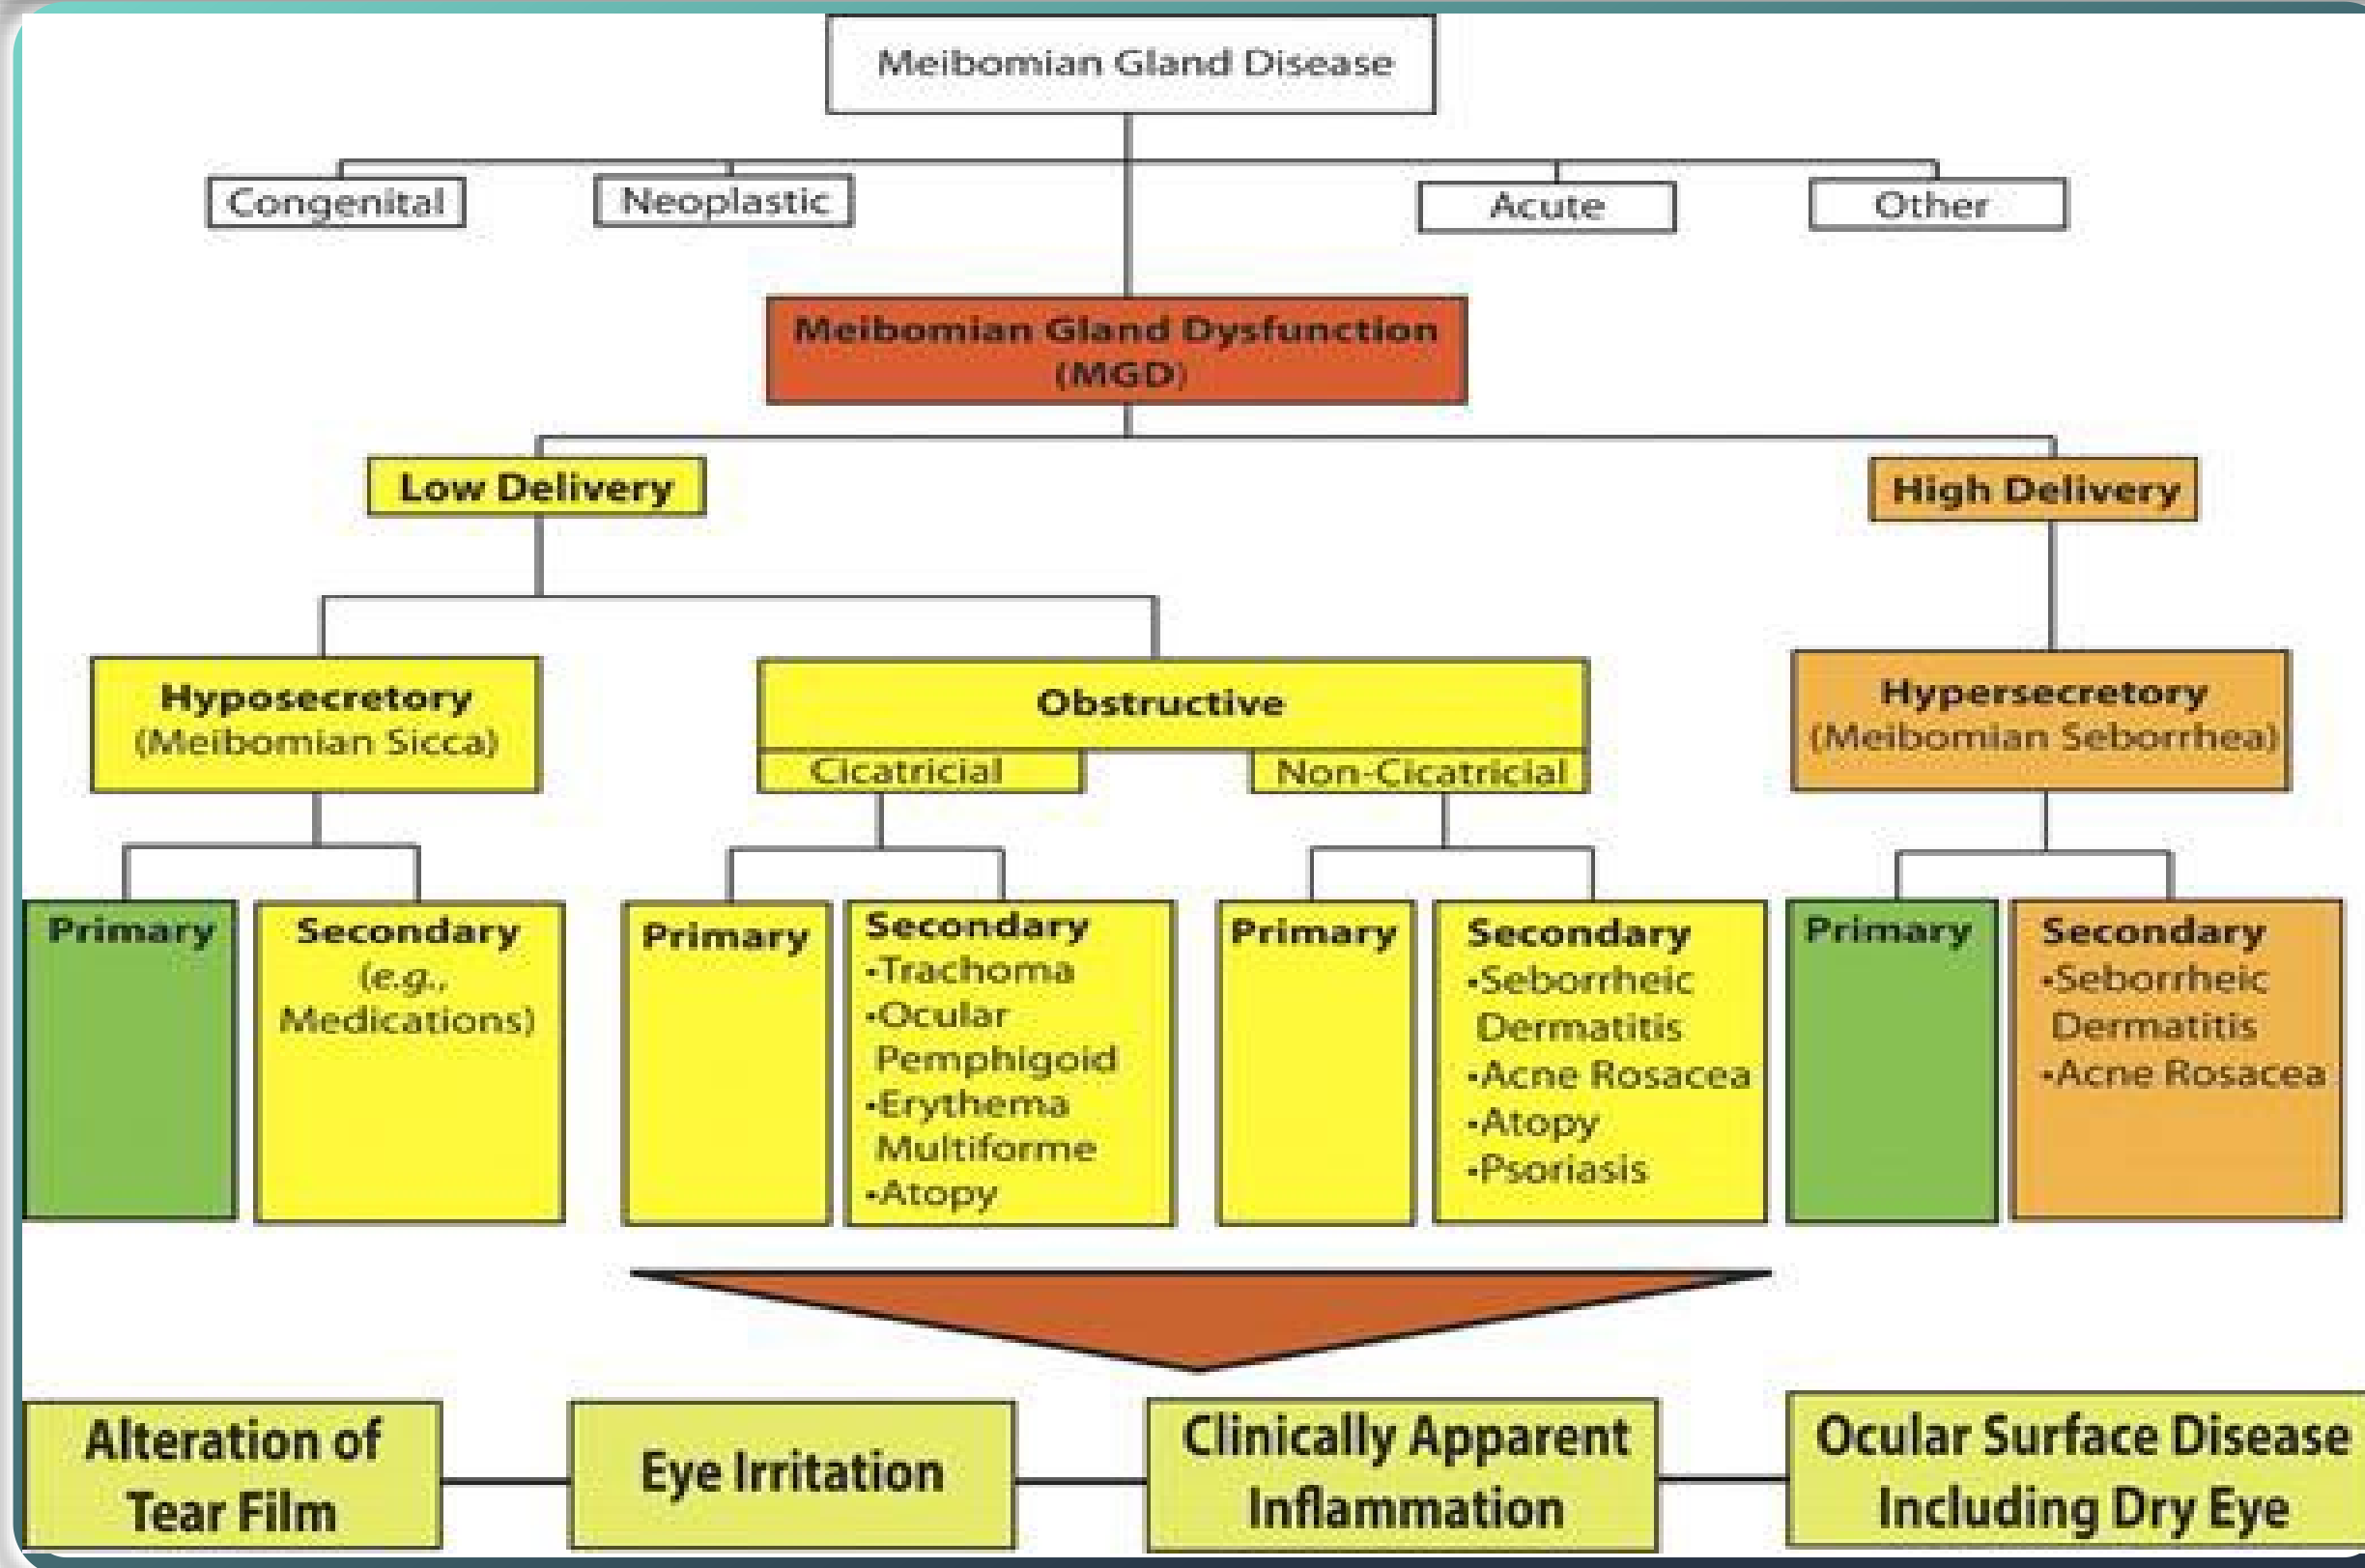 Meibomian Gland Disease
Congenital
Neoplastic
Acute
Other
Meibomian Gland Dysfunction
(MGD)
Low Delivery
High Delivery
Hyposecretory
(Meibomian Sicca)
Obstructive
Cicatricial
Non-Cicatricial
Hypersecretory
(Meibomian Seborrhea)
Primary
Secondary
(e.g.,
Medications)
Primary
Secondary
•Trachoma
•Ocular
Pemphigoid
•Erythema
Multiforme
•Atopy
Primary
Secondary
•Seborrheic
Dermatitis
•Acne Rosacea
•Atopy
•Psoriasis
Primary
Secondary
•Seborrheic
Dermatitis
•Acne Rosacea
Alteration of
Tear Film
Eye Irritation
Clinically Apparent
Inflammation
Ocular Surface Disease
Including Dry Eye